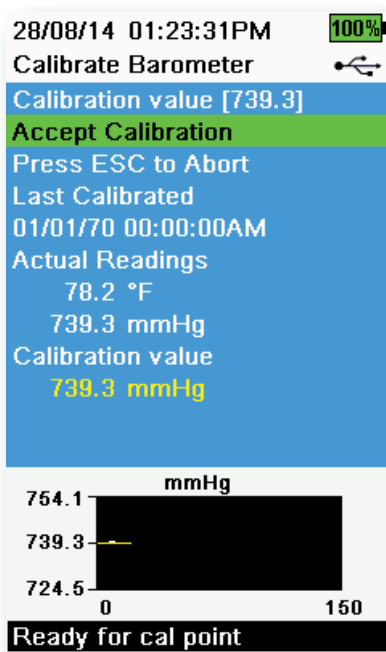 28/08/14 01:23:31PM 100%
Calibrate Barometer
Calibration value [739.3]
Accept Calibration
Press ESC to Abort
Last Calibrated
01/01/70 00:00:00AM
Actual Readings
78.2 °F
739.3 mmHg
Calibration value
739.3 mmHg
mmHg
754.1
739.3
724.5
0 150
Ready for cal point